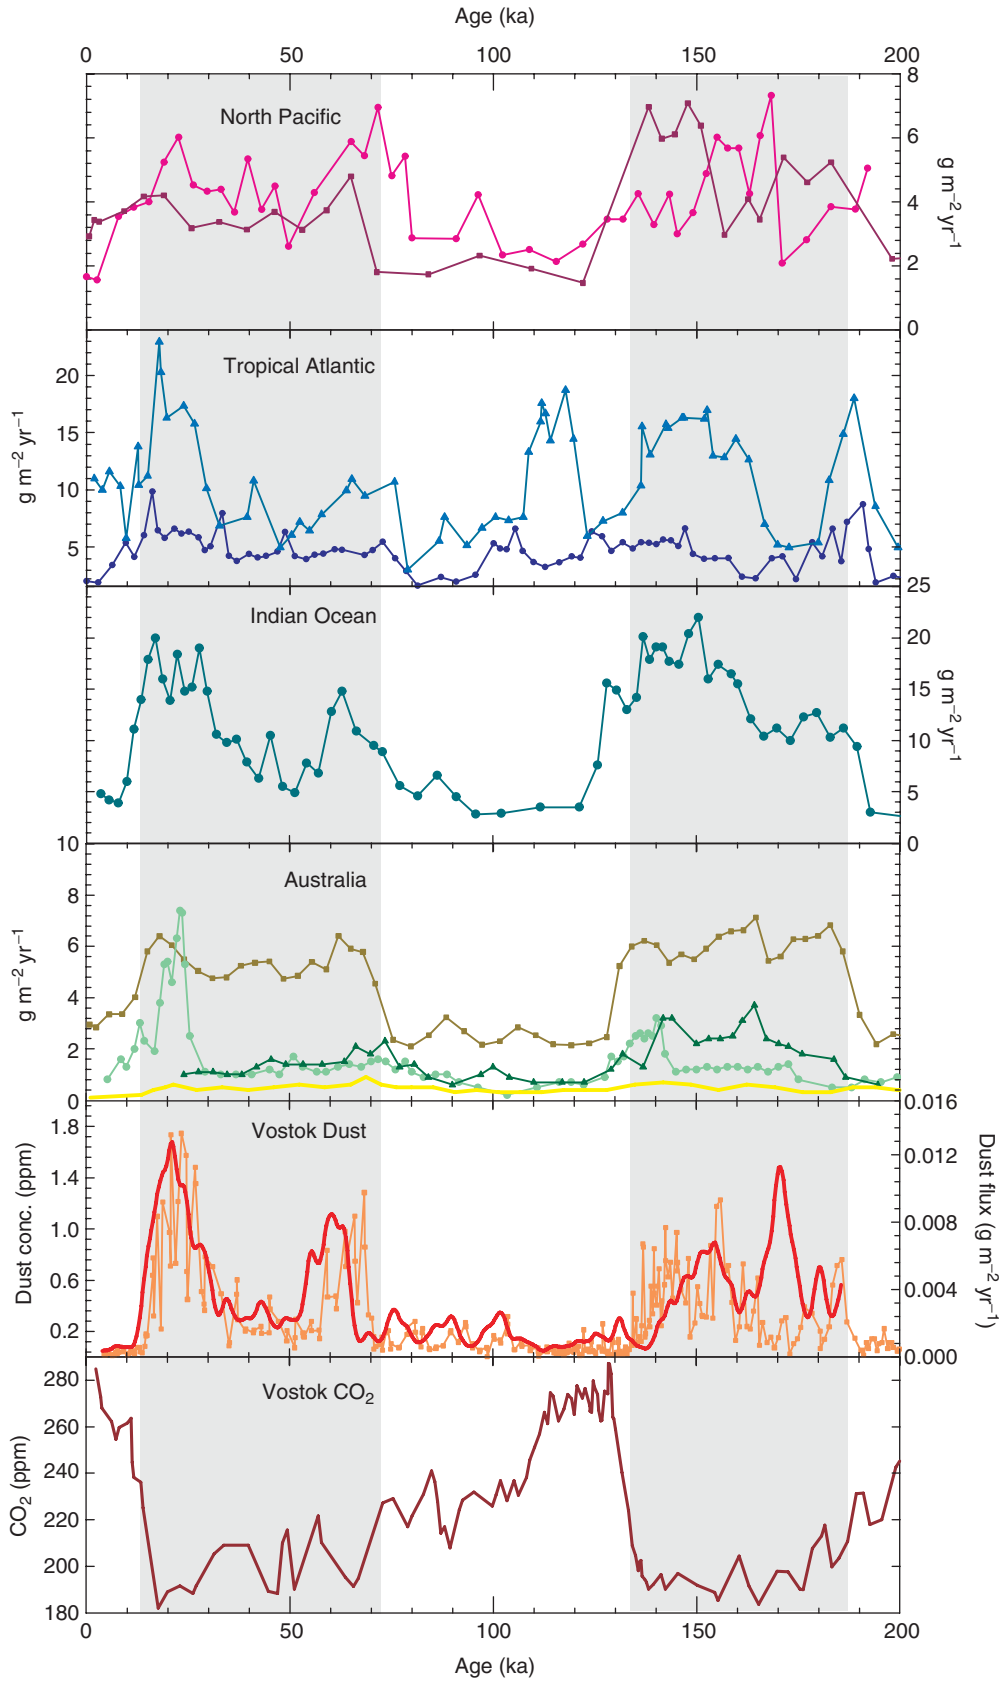 Age (ka)
0 50 100 150 200
North Pacific
8
6
4
2
0
g m−2 yr−1
Tropical Atlantic
20
15
10
5
g m−2 yr−1
Indian Ocean
25
20
15
10
5
0
g m−2 yr−1
Australia
10
8
6
4
2
0
g m−2 yr−1
Vostok Dust
1.8
1.4
1.0
0.6
0.2
Dust conc. (ppm)
0.016
0.012
0.008
0.004
0.000
Dust flux (g m−2 yr−1)
Vostok CO2
280
260
240
220
200
180
CO2 (ppm)
0 50 100 150 200
Age (ka)